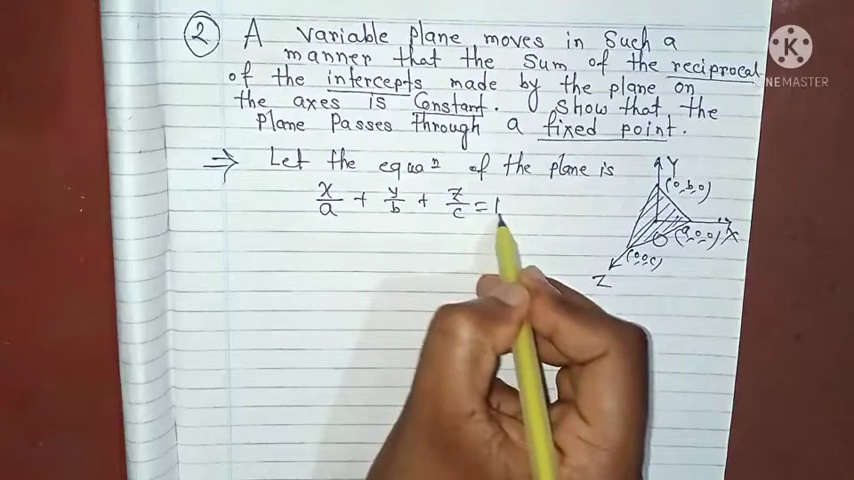 ② A variable plane moves in such a
manner that the sum of the reciprocal
of the intercepts made by the plane on
the axes is Constant. Show that the
Plane Passes through a fixed point.
⇒ Let the equaⁿ of the plane is
x/a + y/b + z/c = 1
Y
(0,b,0)
(a,0,0) X
(0,0,c)
Z
K
KINEMASTER